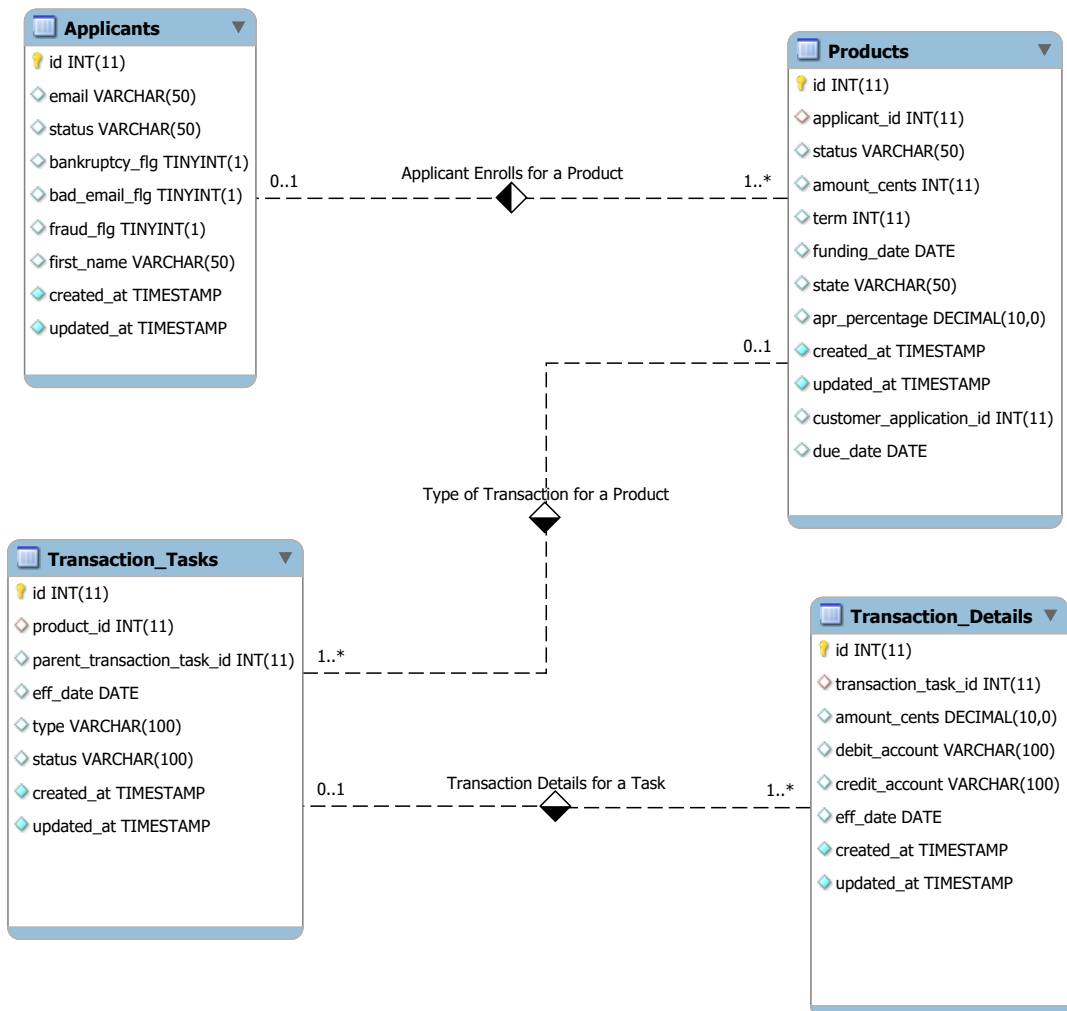 Applicants
id INT(11)
email VARCHAR(50)
status VARCHAR(50)
bankruptcy_flg TINYINT(1)
bad_email_flg TINYINT(1)
fraud_flg TINYINT(1)
first_name VARCHAR(50)
created_at TIMESTAMP
updated_at TIMESTAMP
0..1
Applicant Enrolls for a Product
1..*
Products
id INT(11)
applicant_id INT(11)
status VARCHAR(50)
amount_cents INT(11)
term INT(11)
funding_date DATE
state VARCHAR(50)
apr_percentage DECIMAL(10,0)
created_at TIMESTAMP
updated_at TIMESTAMP
customer_application_id INT(11)
due_date DATE
0..1
Type of Transaction for a Product
1..*
Transaction_Tasks
id INT(11)
product_id INT(11)
parent_transaction_task_id INT(11)
eff_date DATE
type VARCHAR(100)
status VARCHAR(100)
created_at TIMESTAMP
updated_at TIMESTAMP
0..1
Transaction Details for a Task
1..*
Transaction_Details
id INT(11)
transaction_task_id INT(11)
amount_cents DECIMAL(10,0)
debit_account VARCHAR(100)
credit_account VARCHAR(100)
eff_date DATE
created_at TIMESTAMP
updated_at TIMESTAMP